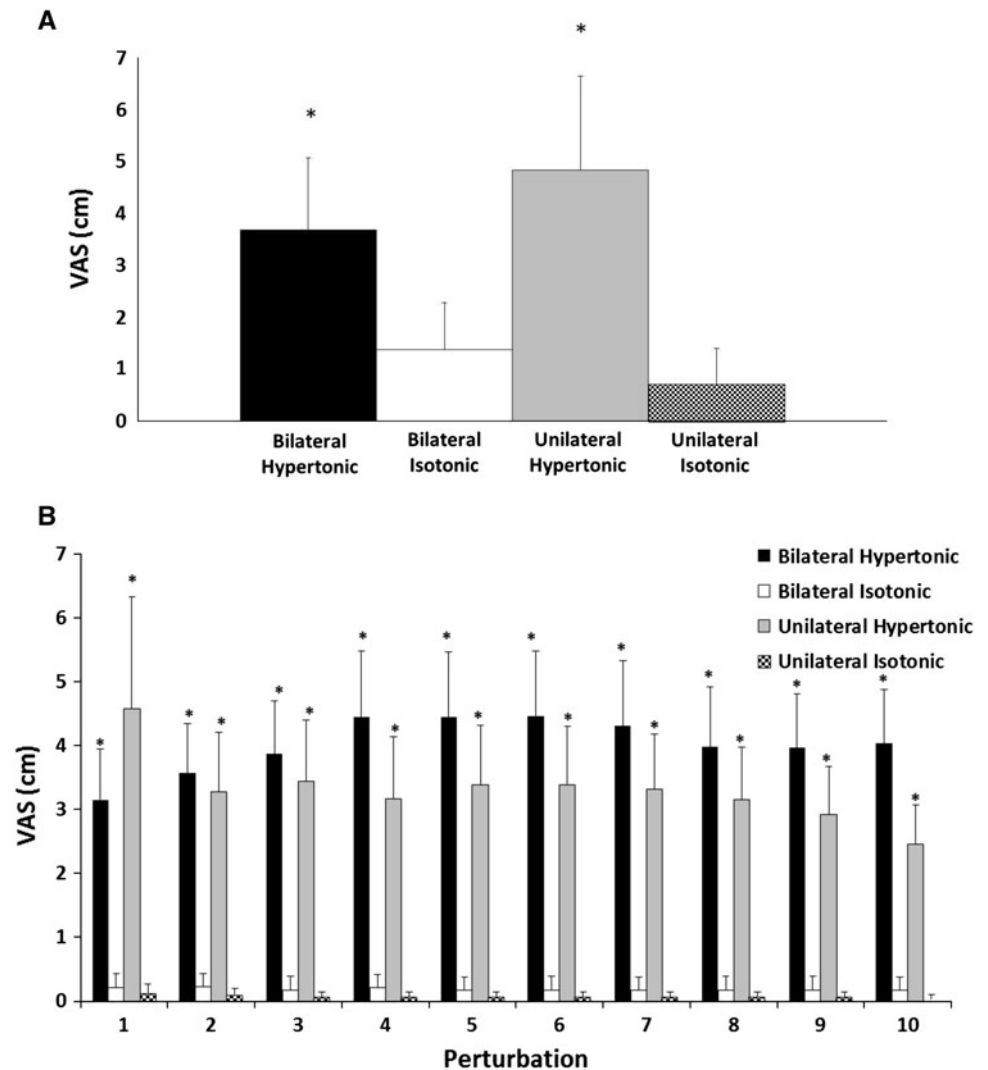 A
*
*
7
6
5
4
3
2
1
0
VAS (cm)
Bilateral
Hypertonic
Bilateral
Isotonic
Unilateral
Hypertonic
Unilateral
Isotonic
B
7
6
5
4
3
2
1
0
VAS (cm)
* * * * * * * * * * * * * * * * * * * *
Bilateral Hypertonic
Bilateral Isotonic
Unilateral Hypertonic
Unilateral Isotonic
1 2 3 4 5 6 7 8 9 10
Perturbation